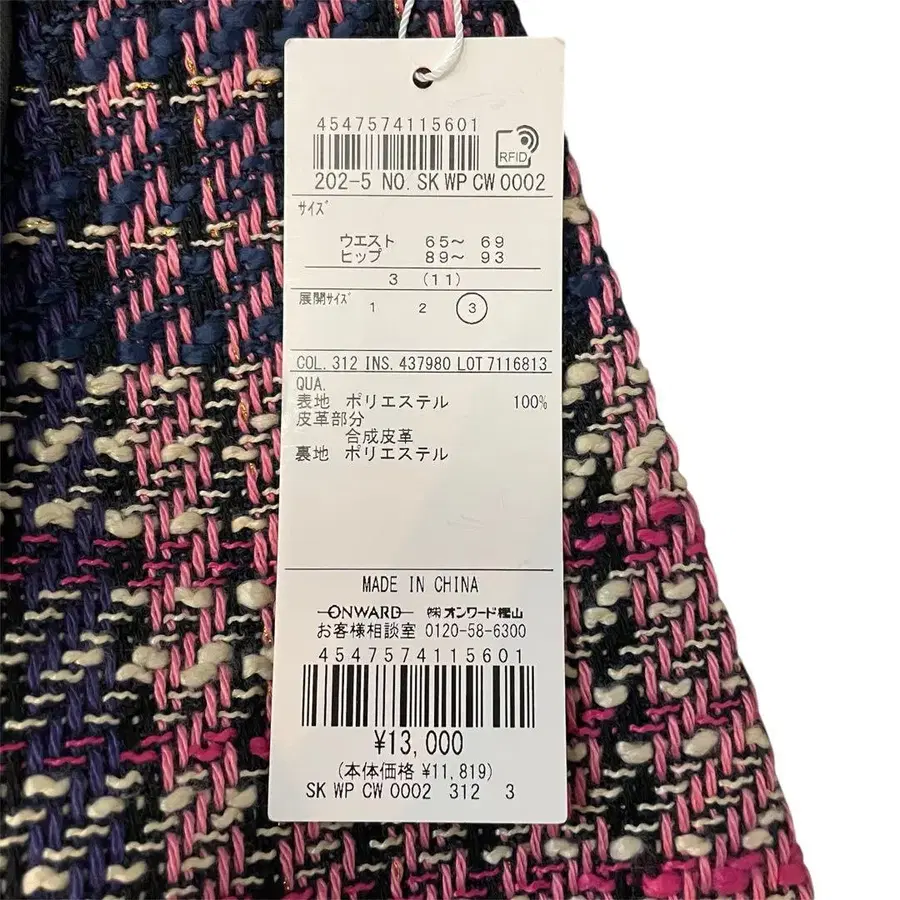 4547574115601
RFID
202-5 NO. SK WP CW 0002
サイズ
ウエスト 65〜 69
ヒップ 89〜 93
3 (11)
展開サイズ
1 2 3
COL. 312 INS. 437980 LOT 7116813
QUA.
表地 ポリエステル 100%
皮革部分
合成皮革
裏地 ポリエステル
MADE IN CHINA
ONWARD ㈱オンワード樫山
お客様相談室 0120-58-6300
4547574115601
¥13,000
(本体価格 ¥11,819)
SK WP CW 0002 312 3